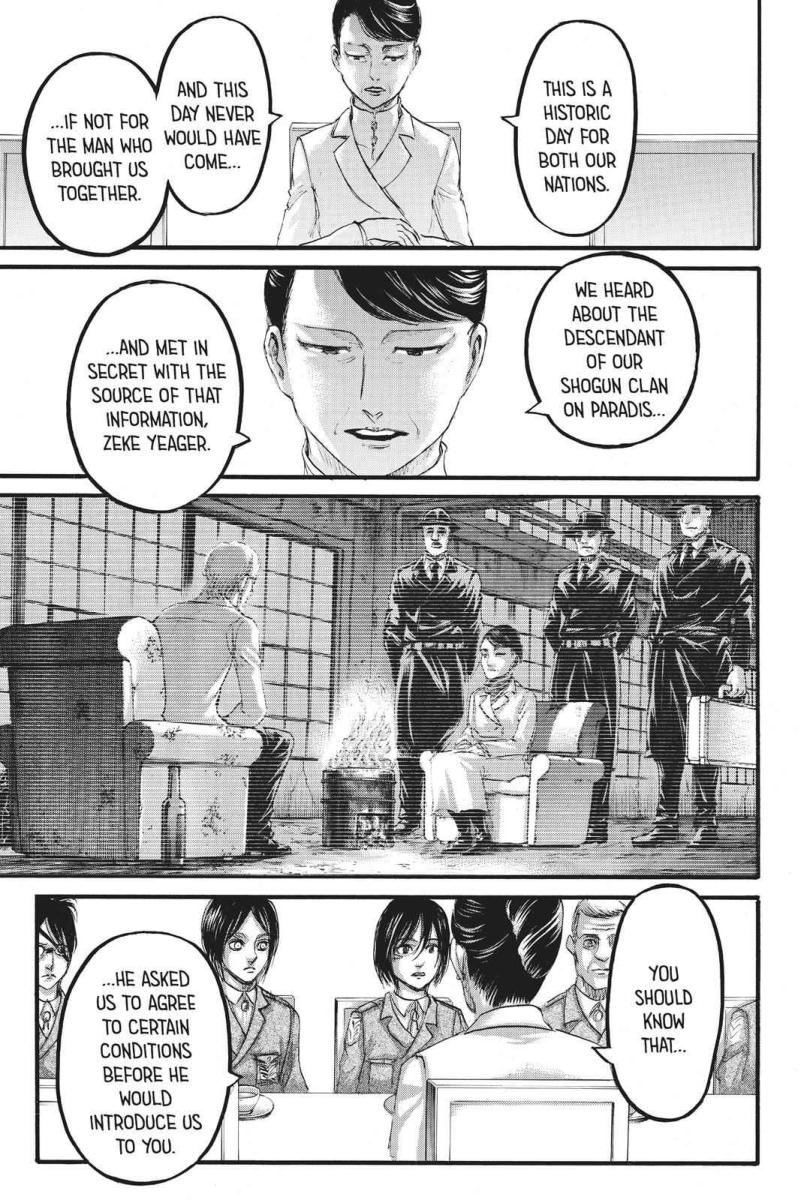 THIS IS A
HISTORIC
DAY FOR
BOTH OUR
NATIONS.
AND THIS
DAY NEVER
WOULD HAVE
COME...
...IF NOT FOR
THE MAN WHO
BROUGHT US
TOGETHER.
WE HEARD
ABOUT THE
DESCENDANT
OF OUR
SHOGUN CLAN
ON PARADIS...
...AND MET IN
SECRET WITH THE
SOURCE OF THAT
INFORMATION,
ZEKE YEAGER.
YOU
SHOULD
KNOW
THAT...
...HE ASKED
US TO AGREE
TO CERTAIN
CONDITIONS
BEFORE HE
WOULD
INTRODUCE US
TO YOU.